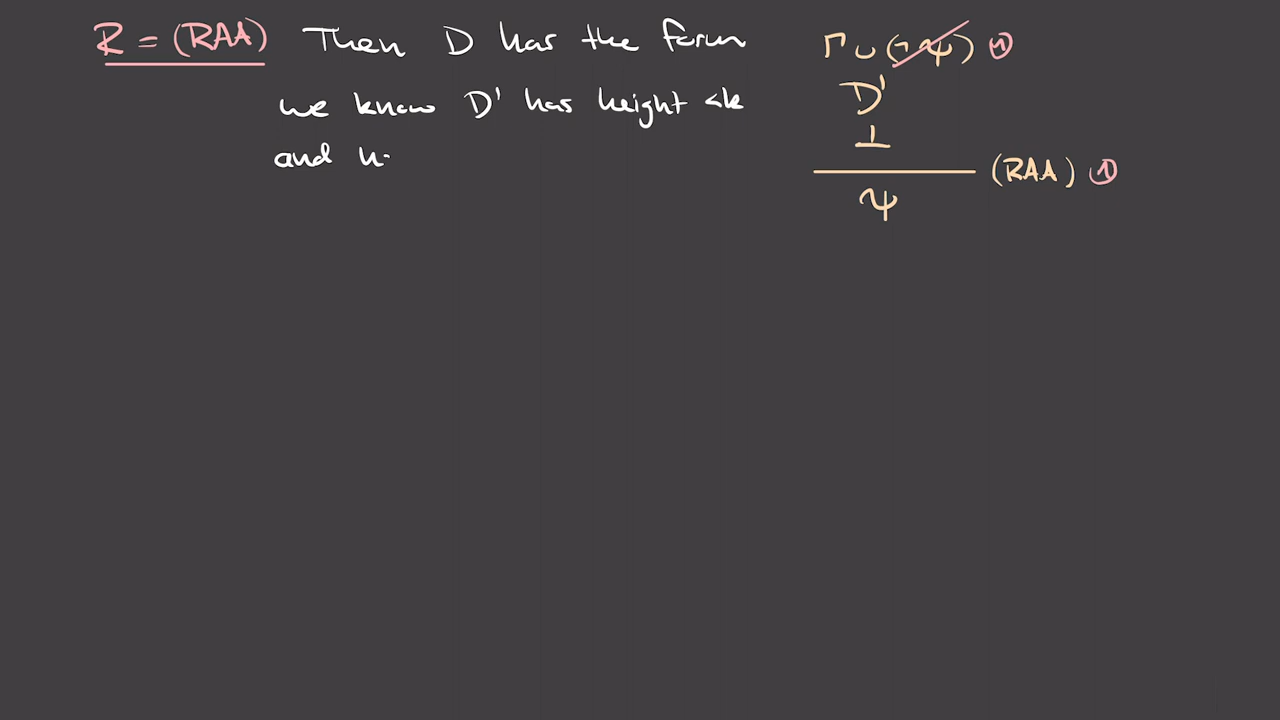 R = (RAA) Then D has the form
we know D' has height <k
and
Γ ∪ {¬ψ} ①
D'
⊥
(RAA) ①
ψ